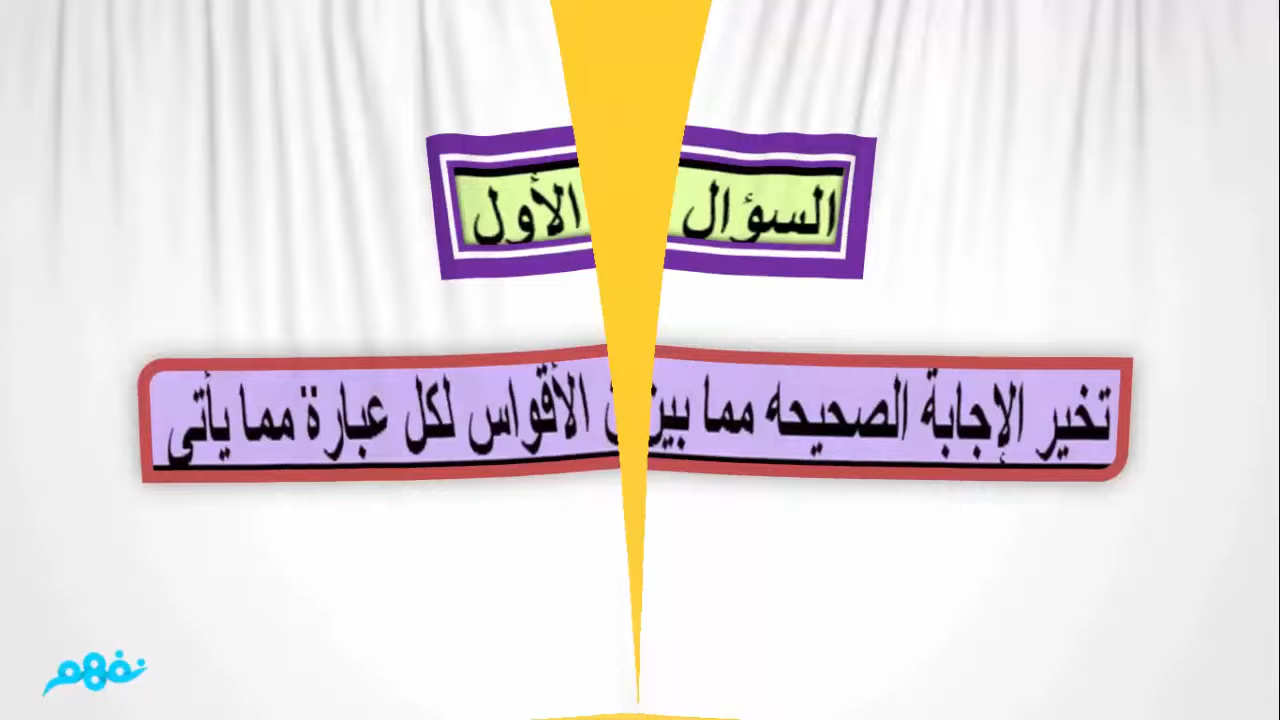 السؤال الأول
تخير الإجابة الصحيحه مما بين الأقواس لكل عبارة مما يأتى
نفهم